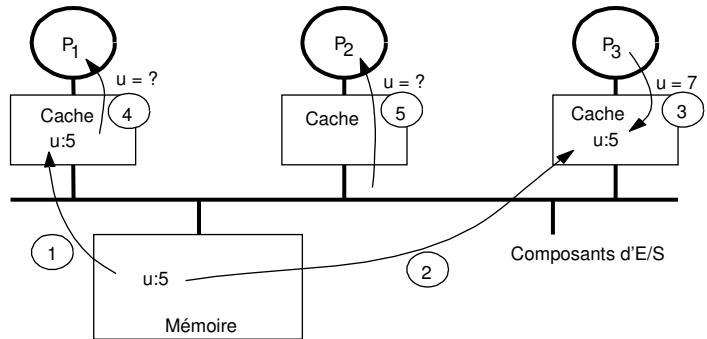 P1
P2
P3
u = ?
u = ?
u = 7
Cache
4
Cache
5
Cache
3
u:5
u:5
1
2
Composants d'E/S
u:5
Mémoire